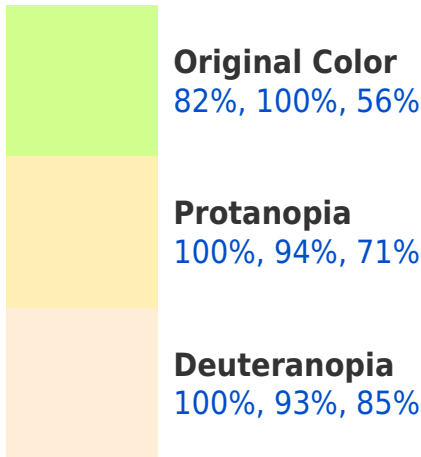 Original Color
82%, 100%, 56%
Protanopia
100%, 94%, 71%
Deuteranopia
100%, 93%, 85%